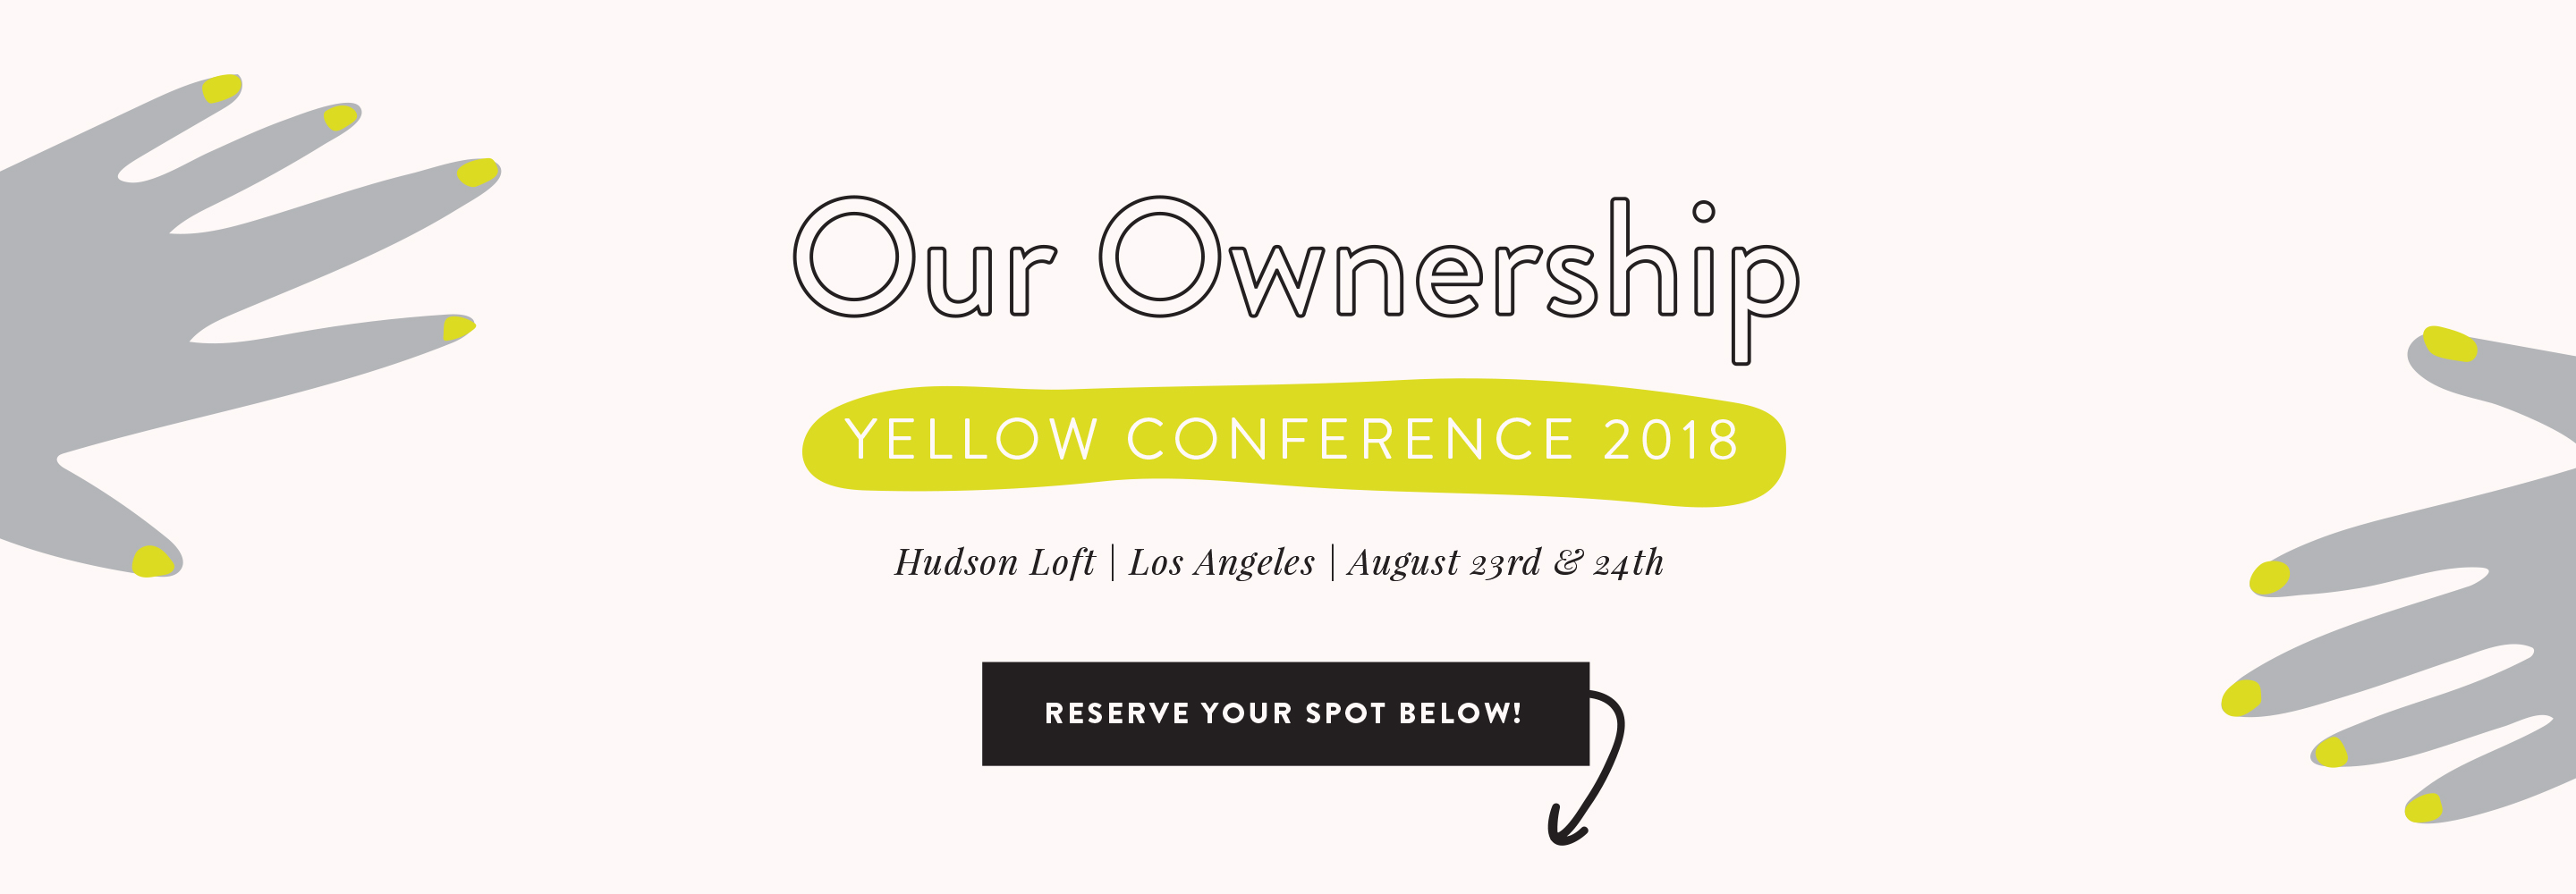 Our Ownership
YELLOW CONFERENCE 2018
Hudson Loft | Los Angeles | August 23rd & 24th
RESERVE YOUR SPOT BELOW!